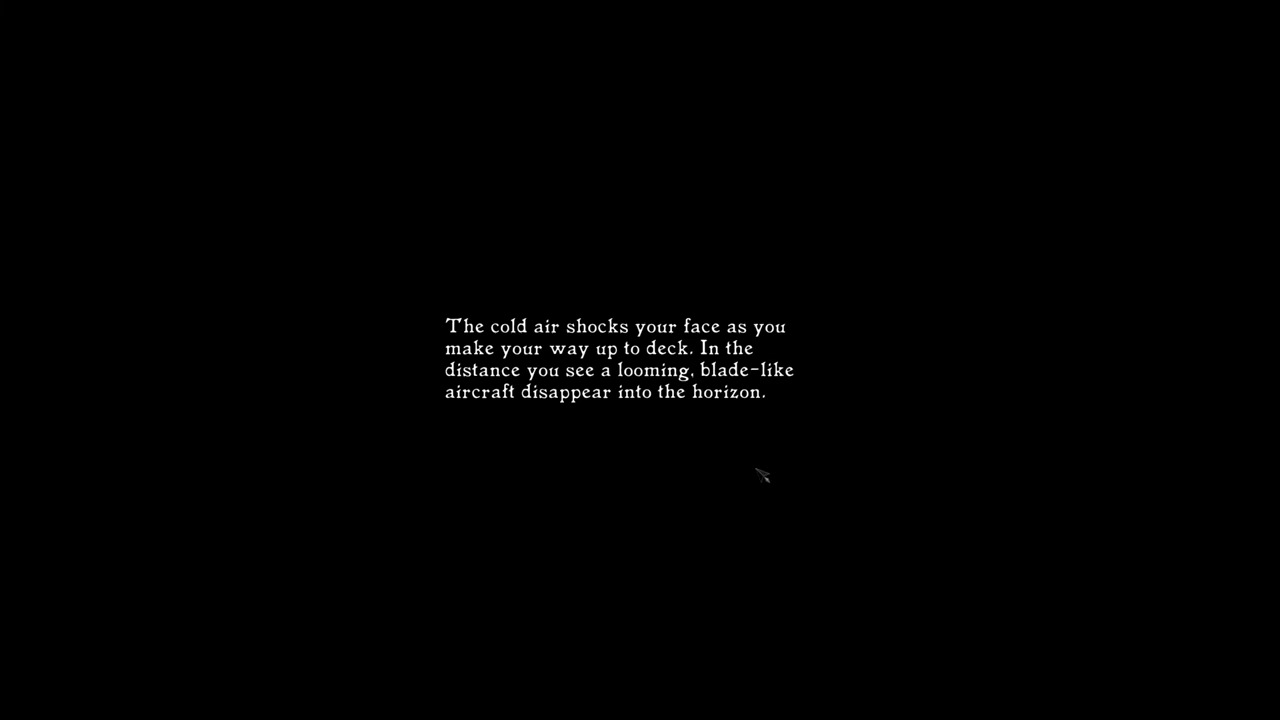 The cold air shocks your face as you
make your way up to deck. In the
distance you see a looming, blade-like
aircraft disappear into the horizon.